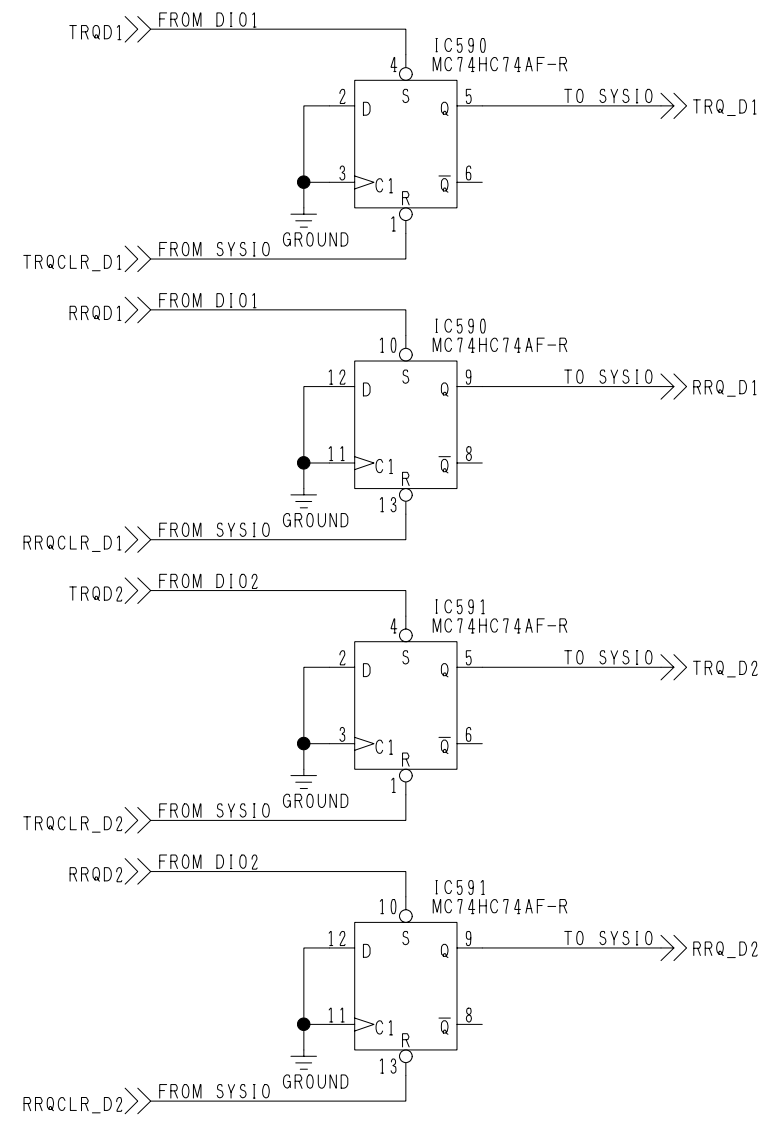 TRQD1 FROM DIO1
IC590
MC74HC74AF-R
4
S
2 D Q 5 TO SYSIO TRQ_D1
3 C1 Q 6
R
1
GROUND
TRQCLR_D1 FROM SYSIO
RRQD1 FROM DIO1
IC590
MC74HC74AF-R
10
S
12 D Q 9 TO SYSIO RRQ_D1
11 C1 Q 8
R
13
GROUND
RRQCLR_D1 FROM SYSIO
TRQD2 FROM DIO2
IC591
MC74HC74AF-R
4
S
2 D Q 5 TO SYSIO TRQ_D2
3 C1 Q 6
R
1
GROUND
TRQCLR_D2 FROM SYSIO
RRQD2 FROM DIO2
IC591
MC74HC74AF-R
10
S
12 D Q 9 TO SYSIO RRQ_D2
11 C1 Q 8
R
13
GROUND
RRQCLR_D2 FROM SYSIO